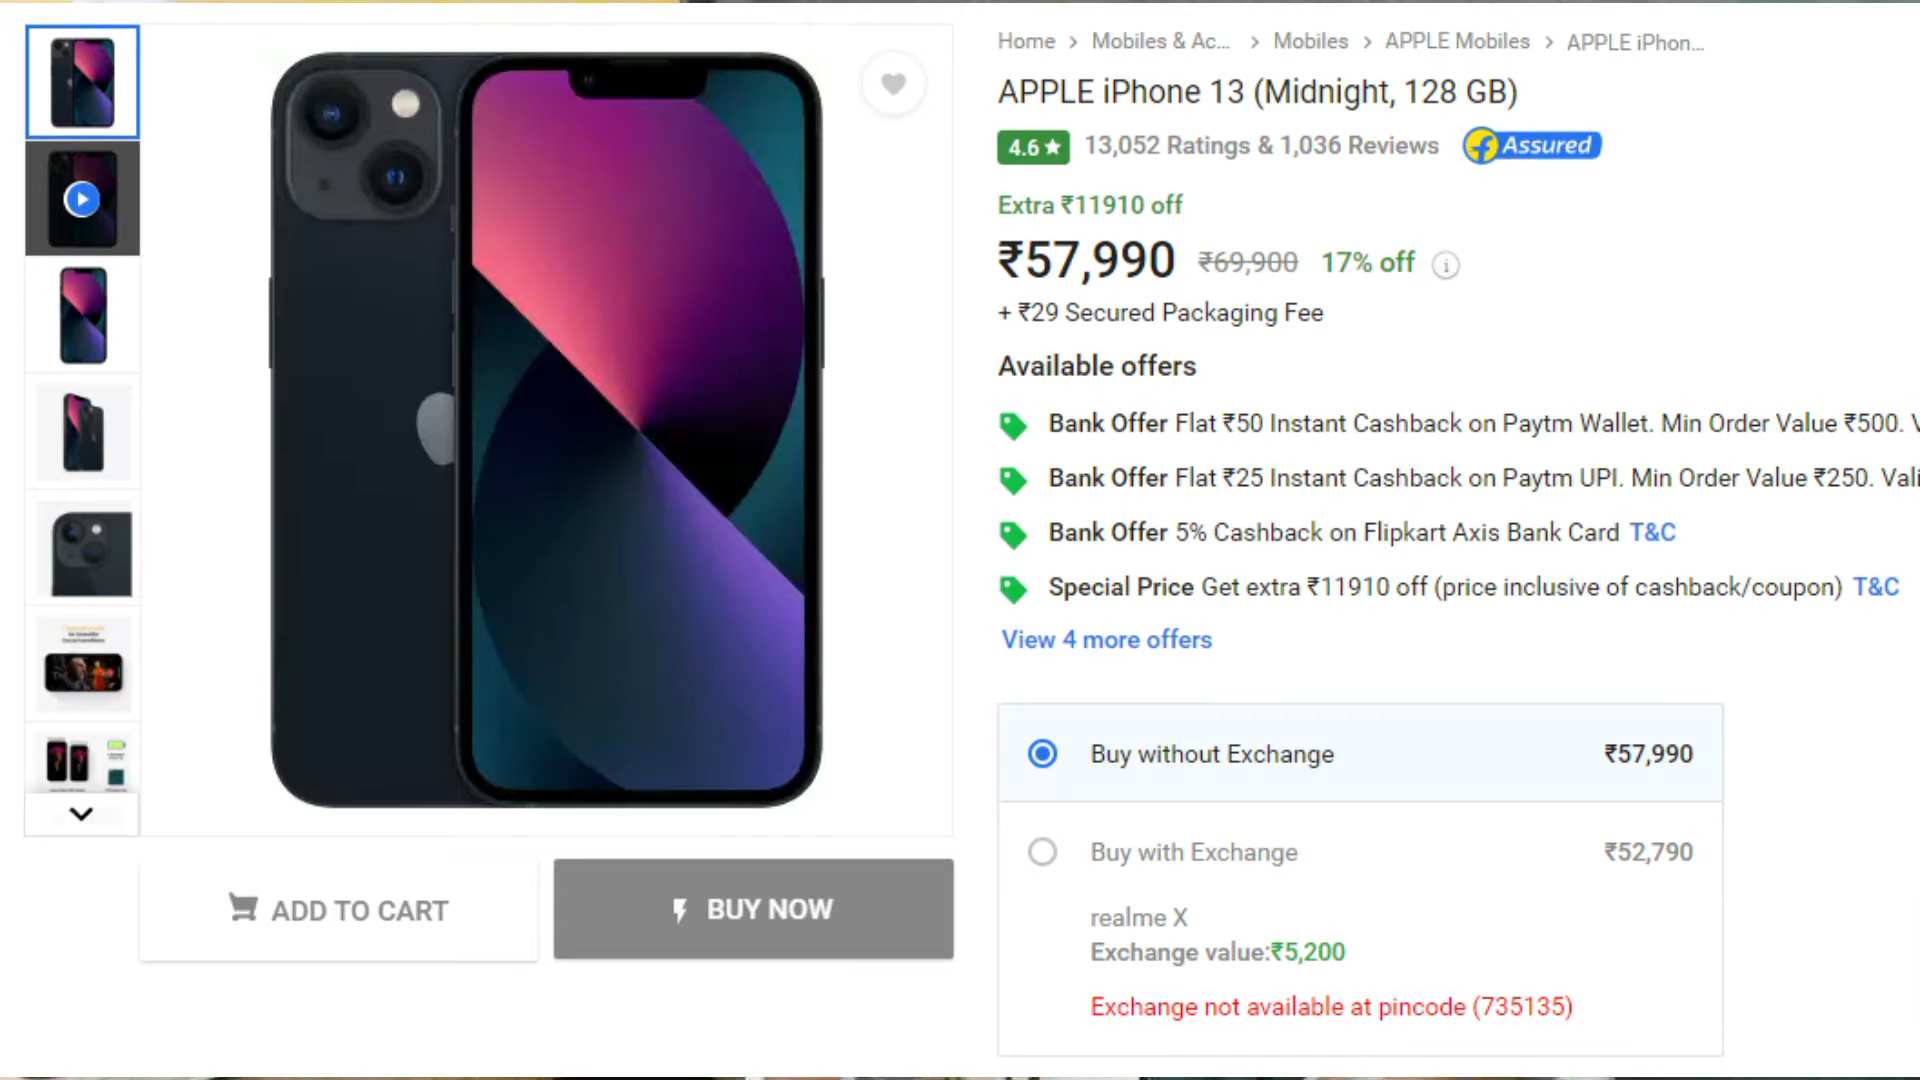 Home > Mobiles & Ac... > Mobiles > APPLE Mobiles > APPLE iPhon...
APPLE iPhone 13 (Midnight, 128 GB)
4.6★ 13,052 Ratings & 1,036 Reviews f Assured
Extra ₹11910 off
₹57,990 ₹69,900 17% off i
+ ₹29 Secured Packaging Fee
Available offers
Bank Offer Flat ₹50 Instant Cashback on Paytm Wallet. Min Order Value ₹500. V
Bank Offer Flat ₹25 Instant Cashback on Paytm UPI. Min Order Value ₹250. Vali
Bank Offer 5% Cashback on Flipkart Axis Bank Card T&C
Special Price Get extra ₹11910 off (price inclusive of cashback/coupon) T&C
View 4 more offers
Buy without Exchange ₹57,990
Buy with Exchange ₹52,790
realme X
Exchange value:₹5,200
Exchange not available at pincode (735135)
ADD TO CART
BUY NOW